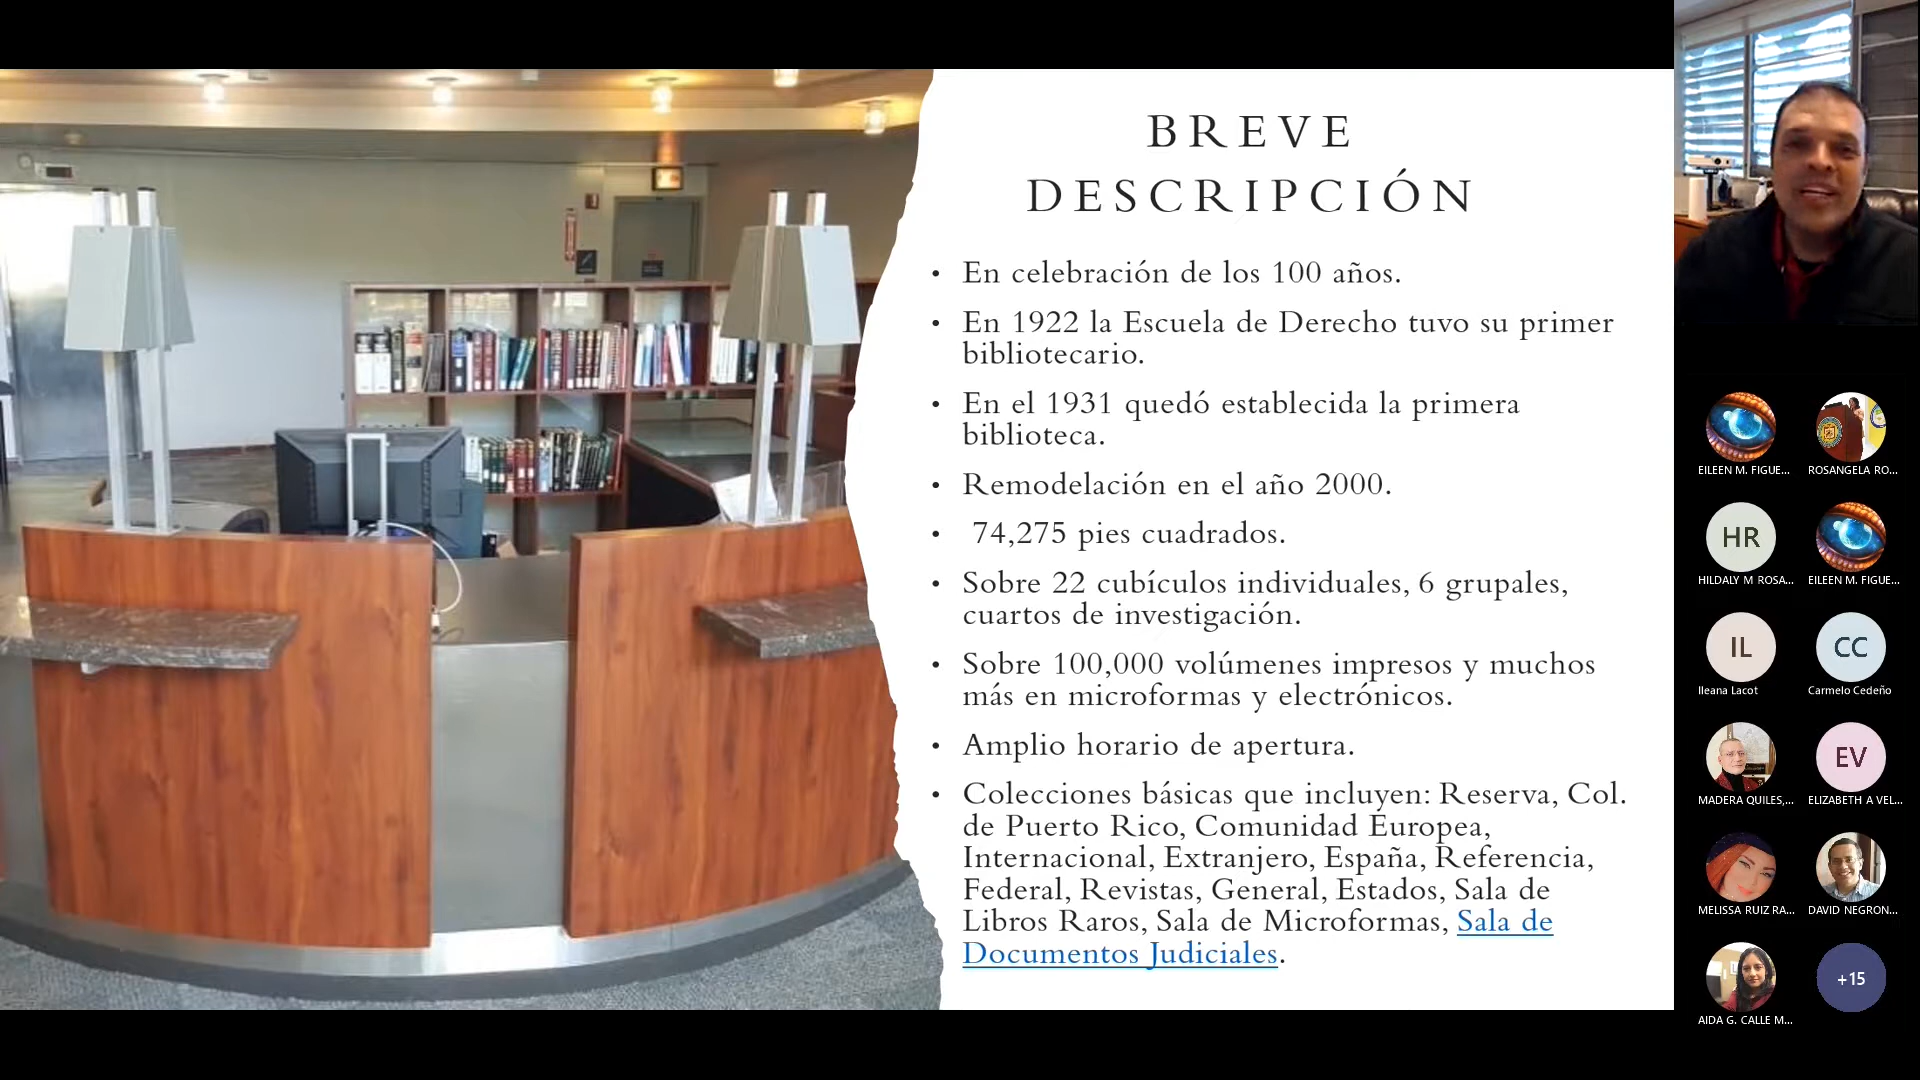 BREVE
DESCRIPCIÓN
• En celebración de los 100 años.
• En 1922 la Escuela de Derecho tuvo su primer
bibliotecario.
• En el 1931 quedó establecida la primera
biblioteca.
• Remodelación en el año 2000.
• 74,275 pies cuadrados.
• Sobre 22 cubículos individuales, 6 grupales,
cuartos de investigación.
• Sobre 100,000 volúmenes impresos y muchos
más en microformas y electrónicos.
• Amplio horario de apertura.
• Colecciones básicas que incluyen: Reserva, Col.
de Puerto Rico, Comunidad Europea,
Internacional, Extranjero, España, Referencia,
Federal, Revistas, General, Estados, Sala de
Libros Raros, Sala de Microformas, Sala de
Documentos Judiciales.
EILEEN M. FIGUE...
ROSANGELA RO...
HR
HILDALY M ROSA...
EILEEN M. FIGUE...
IL
Ileana Lacot
CC
Carmelo Cedeño
MADERA QUILES,...
EV
ELIZABETH A VEL...
MELISSA RUIZ RA...
DAVID NEGRON...
AIDA G. CALLE M...
+15